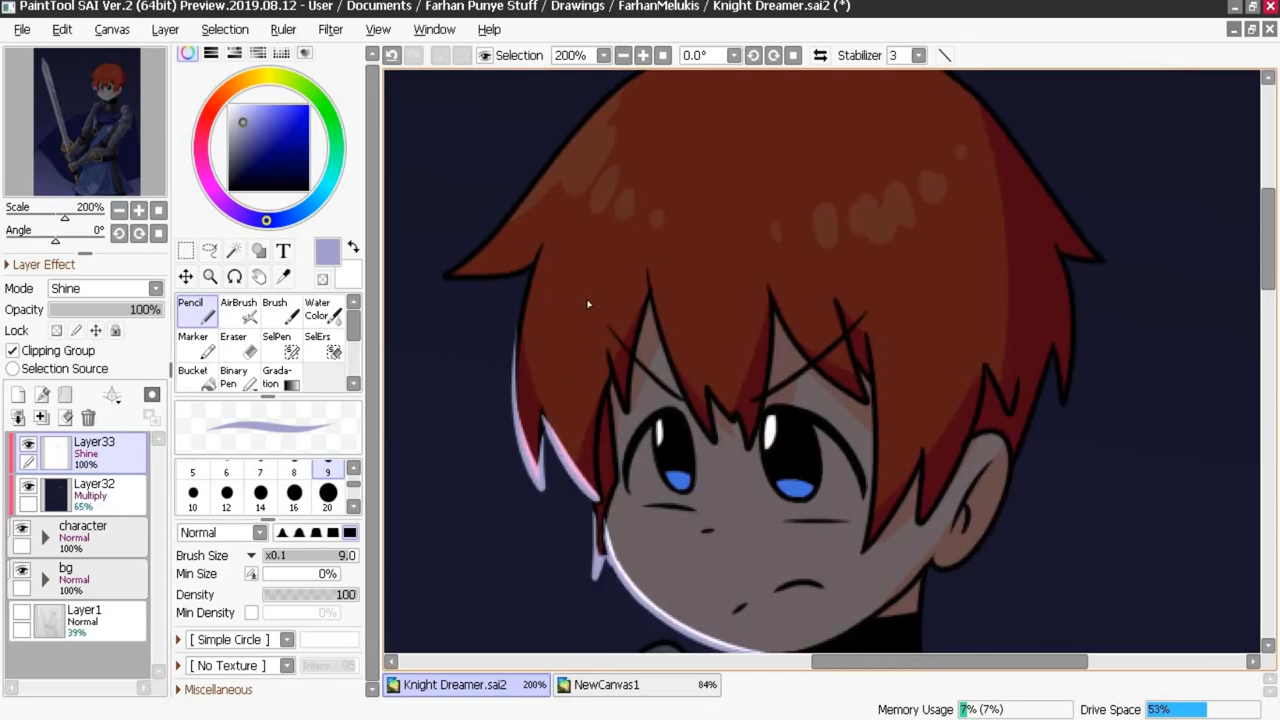 PaintTool SAI Ver.2 (64bit) Preview.2019.08.12 - User / Documents / Farhan Punye Stuff / Drawings / FarhanMelukis / Knight Dreamer.sai2 (*)
File Edit Canvas Layer Selection Ruler Filter View Window Help
Selection 200% 0.0° Stabilizer 3
Scale 200%
Angle 0°
Layer Effect
Mode Shine
Opacity 100%
Lock
Clipping Group
Selection Source
Layer33
Shine
100%
Layer32
Multiply
65%
character
Normal
100%
bg
Normal
100%
Layer1
Normal
39%
T
Pencil AirBrush Brush Water Color
Marker Eraser SelPen SelErs
Bucket Binary Pen Grada-tion
5 6 7 8 9
10 12 14 16 20
Normal
Brush Size x0.1 9.0
Min Size 0%
Density 100
Min Density 0%
[ Simple Circle ]
[ No Texture ] 95
Miscellaneous
Knight Dreamer.sai2 200% NewCanvas1 84%
Memory Usage 7% (7%) Drive Space 53%